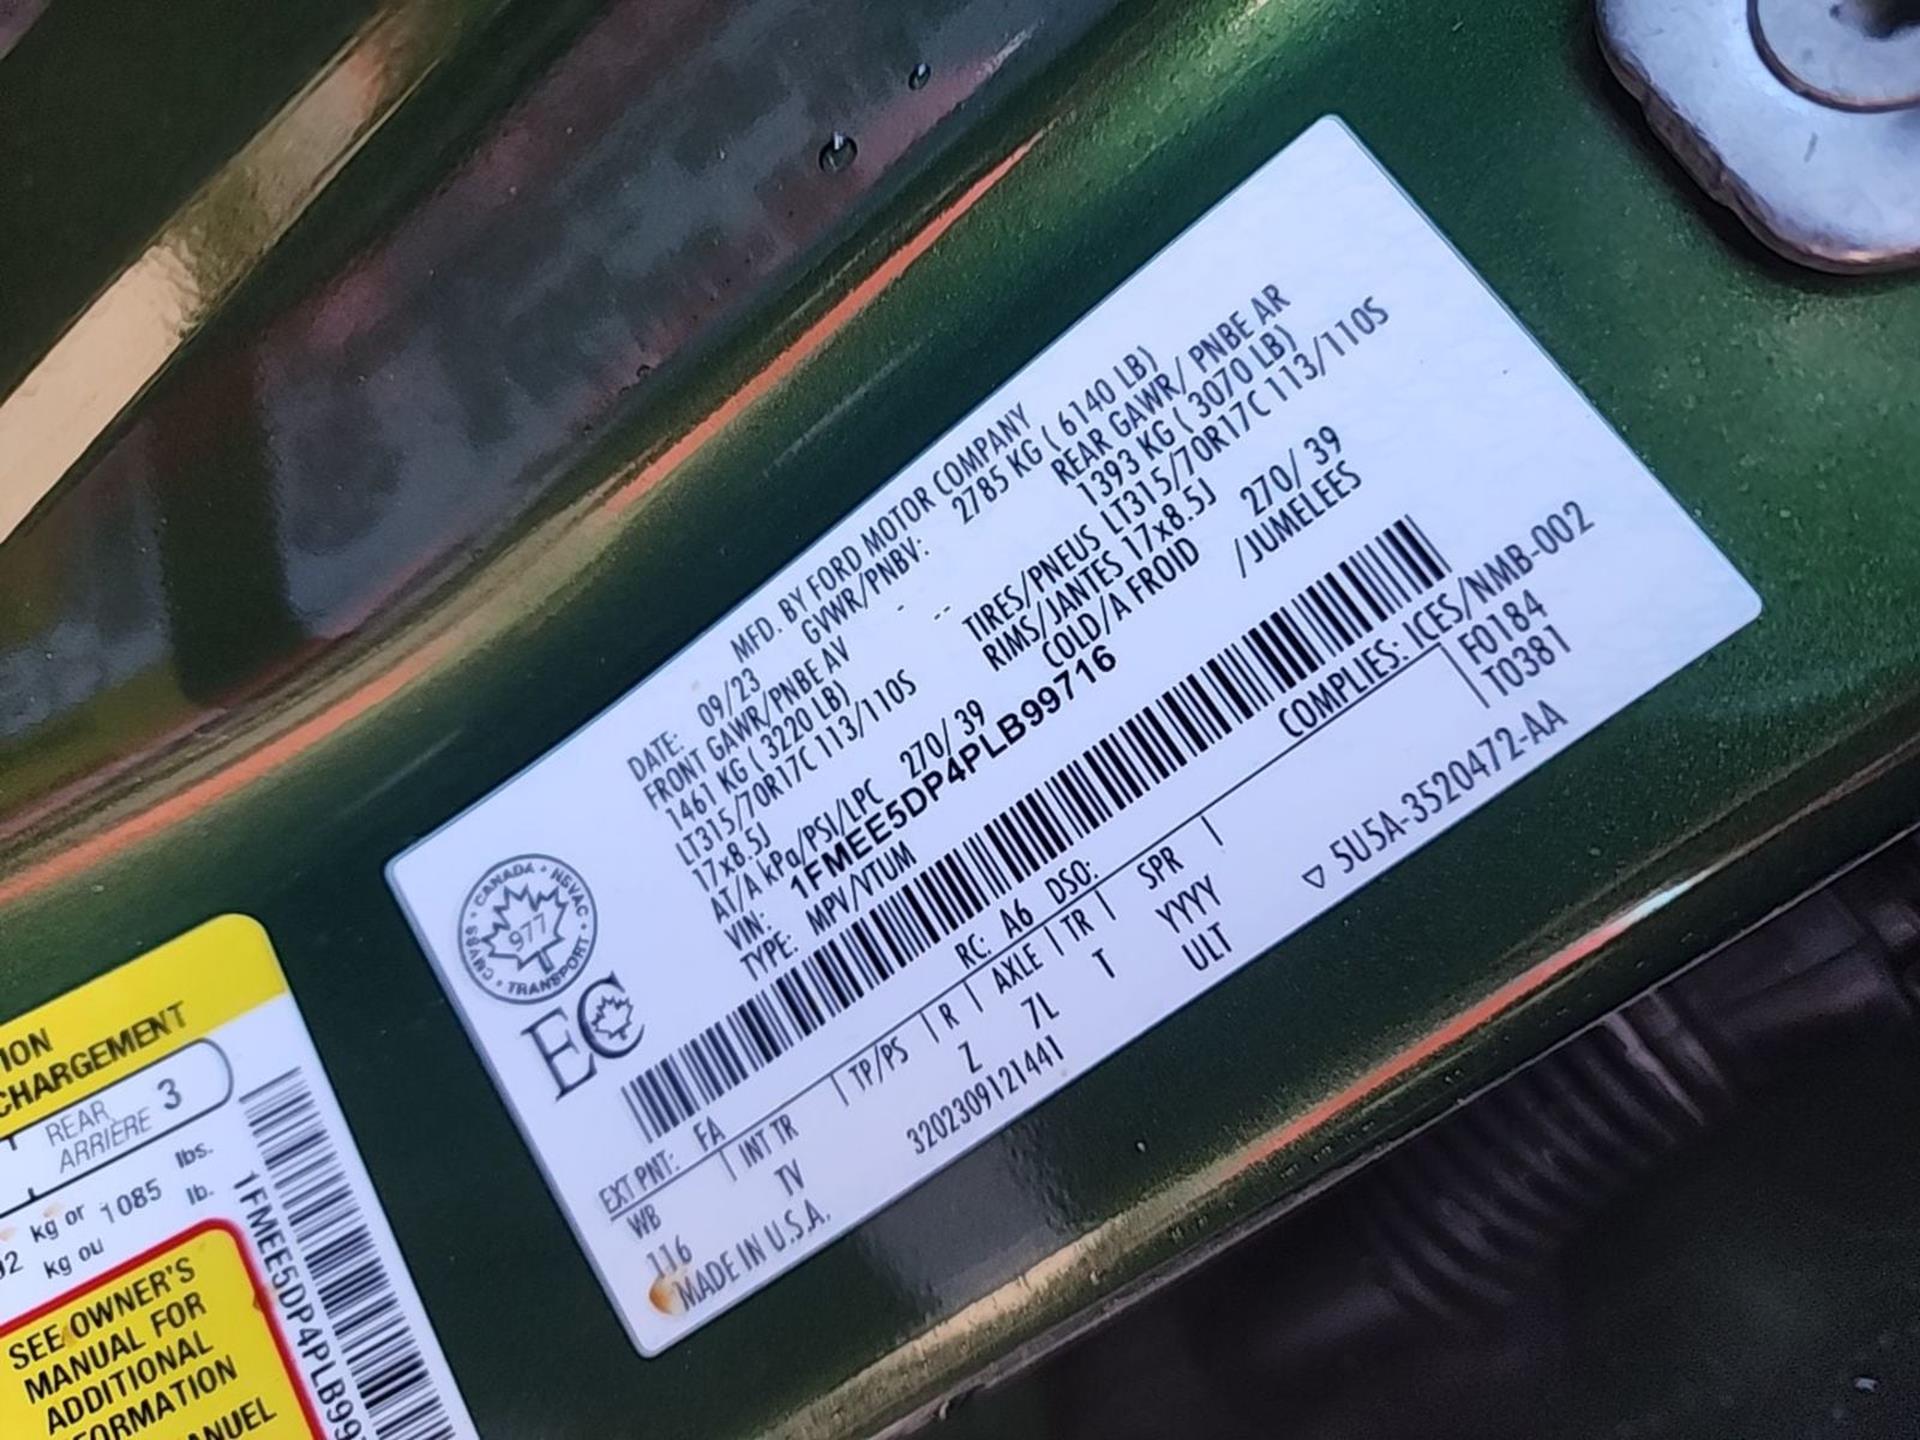 DATE: 09/23 MFD. BY FORD MOTOR COMPANY
FRONT GAWR/PNBE AV GVWR/PNBV: 2785 KG ( 6140 LB)
1461 KG ( 3220 LB) - -- REAR GAWR/ PNBE AR
LT315/70R17C 113/110S 1393 KG ( 3070 LB)
17x8.5J TIRES/PNEUS LT315/70R17C 113/110S
AT/A kPa/PSI/LPC 270/ 39 RIMS/JANTES 17x8.5J
VIN: 1FMEE5DP4PLB99716 COLD/A FROID 270/ 39
TYPE: MPV/VTUM /JUMELEES
CANADA • NSVAC • TRANSPORT • CMVSS •
977
EC
COMPLIES: ICES/NMB-002
EXT PNT: FA RC: A6 DSO: F0184
WB | INT TR | TP/PS | R | AXLE | TR | SPR | T0381
116 TV Z 7L T YYYY
ULT
MADE IN U.S.A. 3202309121441 ▽ 5U5A-3520472-AA
ION
CHARGEMENT
REAR
ARRIÈRE 3
kg or 1085 lbs.
kg ou lb.
1FMEE5DP4PLB99
SEE OWNER'S
MANUAL FOR
ADDITIONAL
FORMATION
MANUEL